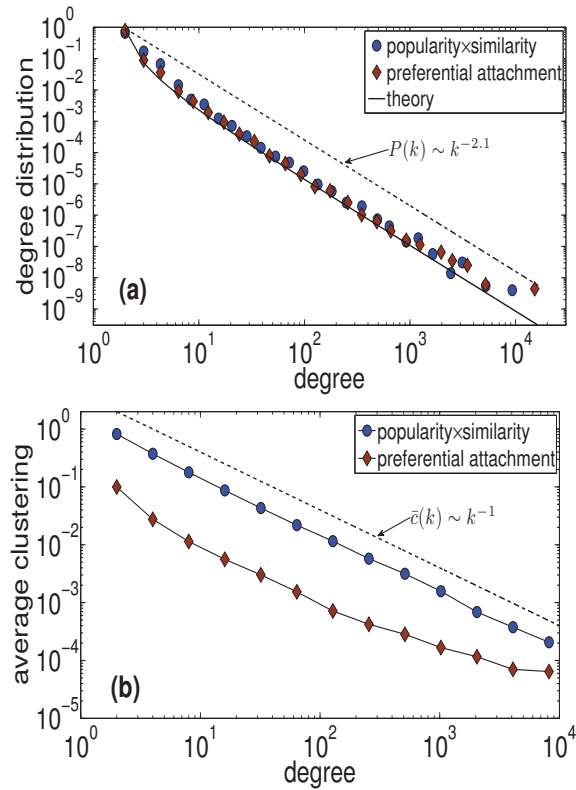 10^0
10^-1
10^-2
10^-3
10^-4
10^-5
10^-6
10^-7
10^-8
10^-9
degree distribution
popularity×similarity
preferential attachment
theory
P(k) ∼ k^-2.1
(a)
10^0 10^1 10^2 10^3 10^4
degree
10^0
10^-1
10^-2
10^-3
10^-4
10^-5
average clustering
popularity×similarity
preferential attachment
c̄(k) ∼ k^-1
(b)
10^0 10^1 10^2 10^3 10^4
degree